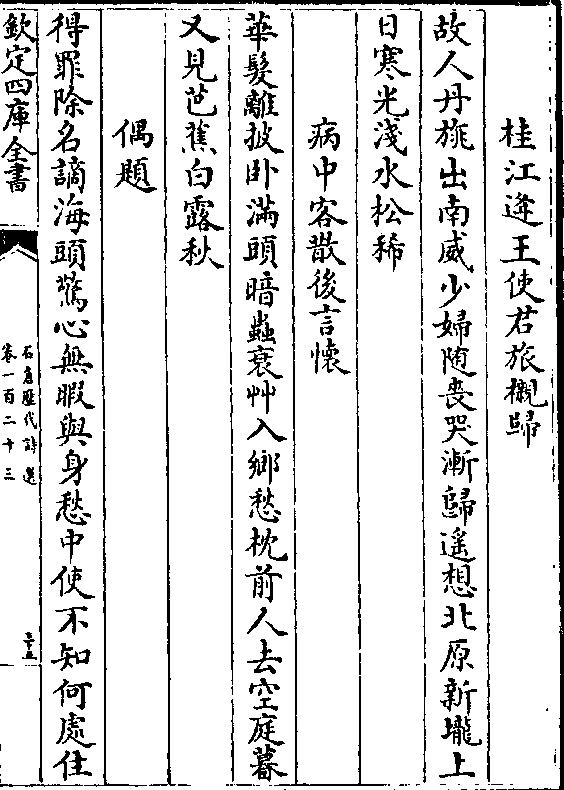 桂江逢王使君旅櫬歸
故人丹旐出南威少婦随喪哭漸歸遥想北原新壠上
日寒光淺水松稀
病中客散後言懐
華髮離披卧滿頭暗蟲衰艸入鄉愁枕前人去空庭暮
又見芭蕉白露秋
偶題
得罪除名謫海頭驚心無暇與身愁中使不知何處住
欽定四庫全書
石倉歴代詩選
卷一百二十三
二十五